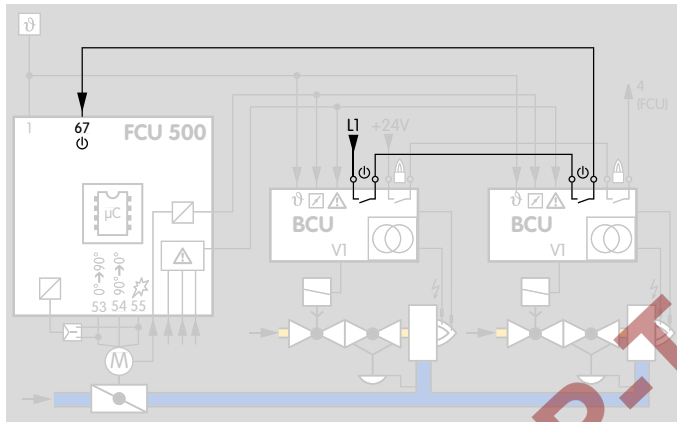 ϑ
4
(FCU)
1
67
FCU 500
L1
+24V
µC
ϑ
ϑ
BCU
BCU
V1
V1
0°➔90°
90°➔0°
53 54 55
M
P-T